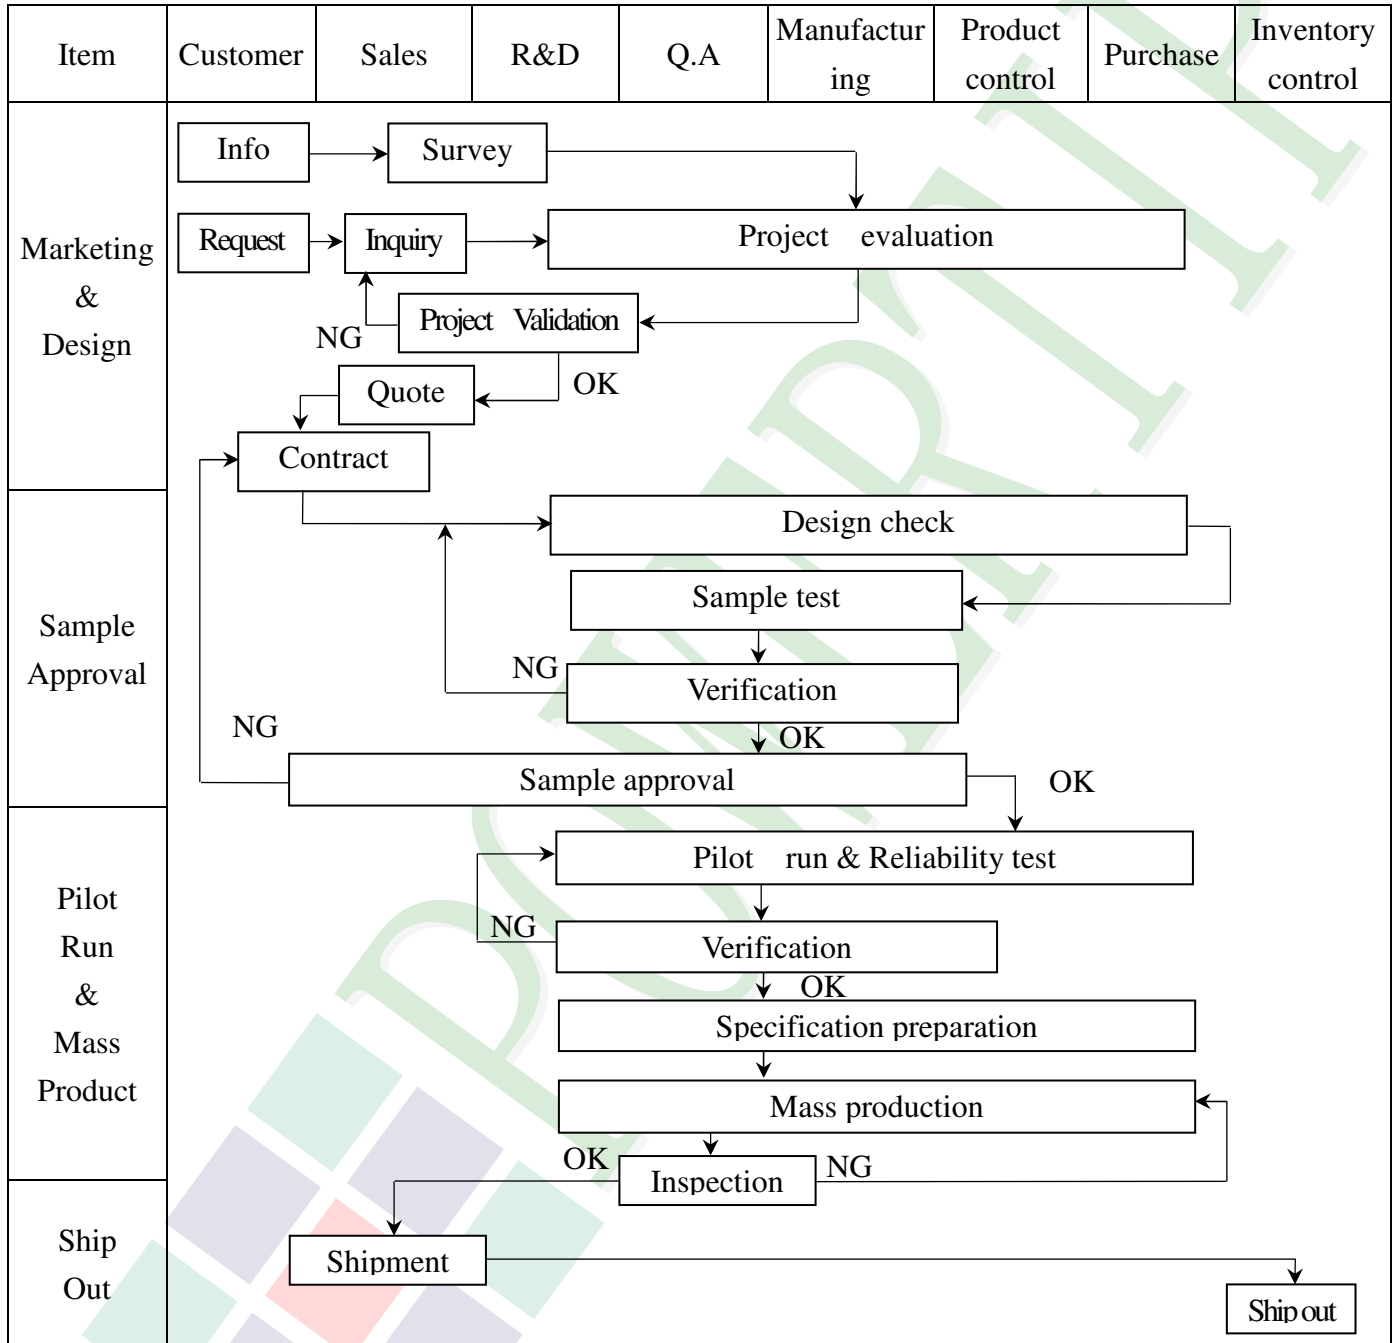 Item
Customer
Sales
R&D
Q.A
Manufactur
ing
Product
control
Purchase
Inventory
control
Marketing
&
Design
Info
Survey
Request
Inquiry
Project evaluation
NG
Project Validation
OK
Quote
Contract
Sample
Approval
Design check
Sample test
NG
Verification
OK
NG
Sample approval
OK
Pilot
Run
&
Mass
Product
Pilot run & Reliability test
NG
Verification
OK
Specification preparation
Mass production
OK
Inspection
NG
Ship
Out
Shipment
Ship out